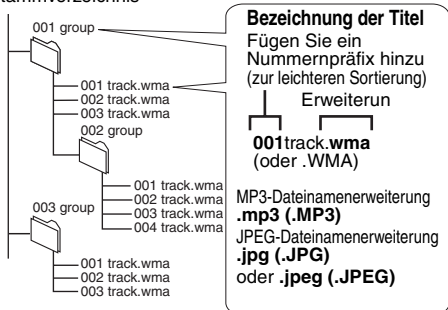 001 group
001 track.wma
002 track.wma
003 track.wma
002 group
001 track.wma
002 track.wma
003 track.wma
004 track.wma
003 group
001 track.wma
002 track.wma
003 track.wma
Bezeichnung der Titel
Fügen Sie ein
Nummernpräfix hinzu
(zur leichteren Sortierung)
Erweiterun
001track.wma
(oder .WMA)
MP3-Dateinamenerweiterung
.mp3 (.MP3)
JPEG-Dateinamenerweiterung
.jpg (.JPG)
oder .jpeg (.JPEG)